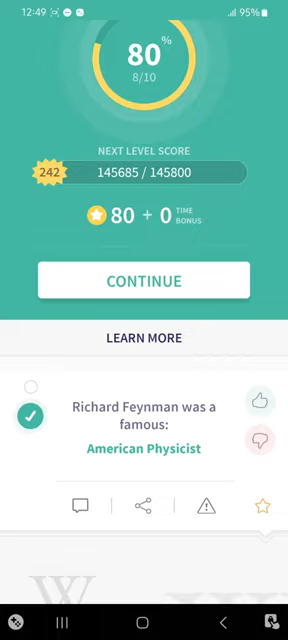 12:49
95%
80%
8/10
NEXT LEVEL SCORE
242
145685 / 145800
80 + 0 TIME BONUS
CONTINUE
LEARN MORE
Richard Feynman was a
famous:
American Physicist
W